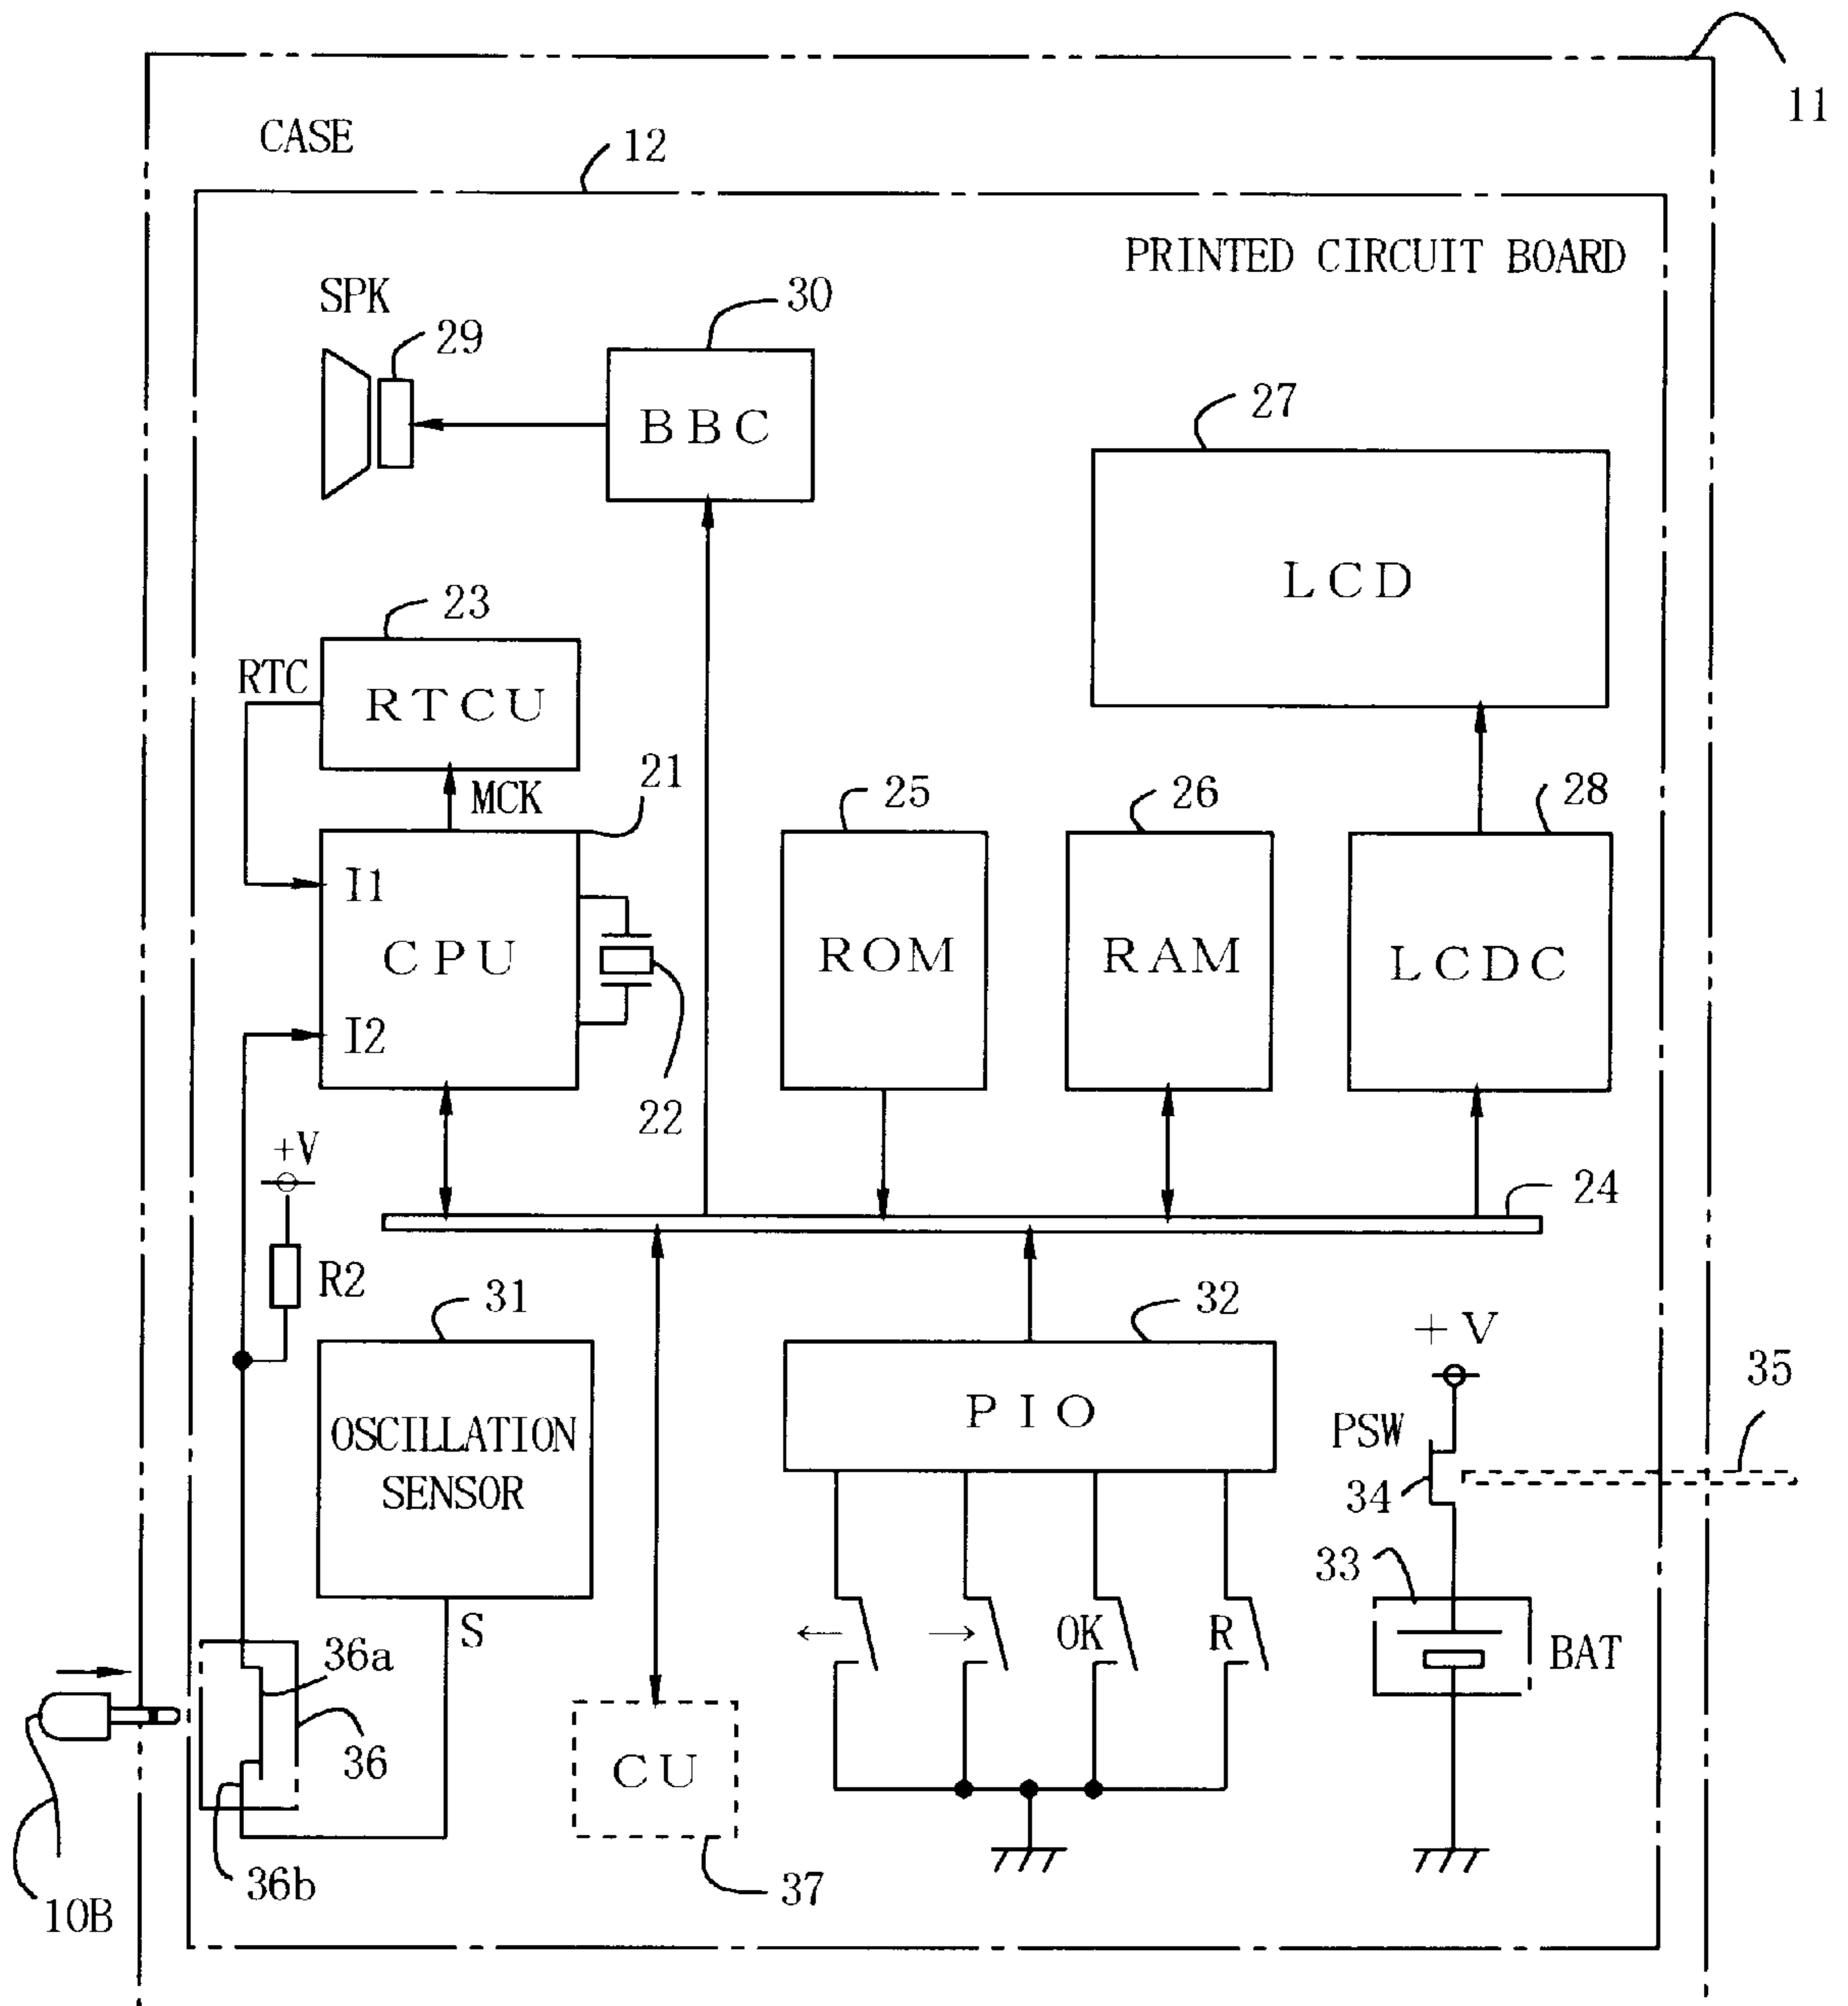 11
CASE
12
PRINTED CIRCUIT BOARD
SPK
30
29
BBC
27
LCD
23
RTC
RTCU
21
MCK
25
26
28
I1
CPU
ROM
RAM
LCDC
I2
22
+V
24
R2
31
32
+V
35
OSCILLATION
SENSOR
PIO
PSW
34
33
S
← → OK R
36a
BAT
36
CU
36b
37
10B